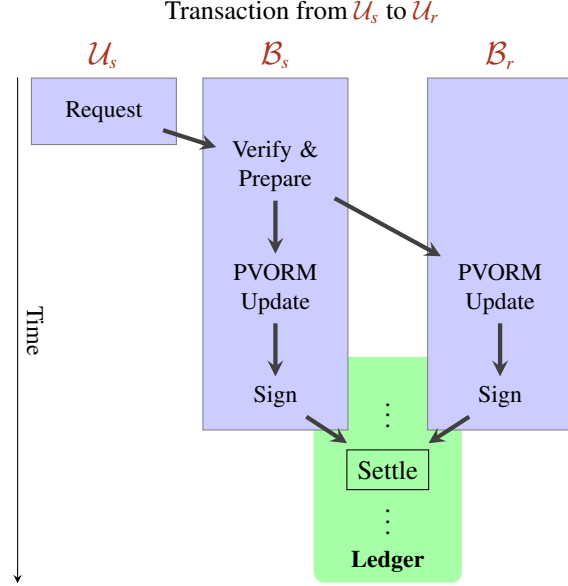 Transaction from 𝒰ₛ to 𝒰ᵣ
𝒰ₛ
ℬₛ
ℬᵣ
Request
Verify &
Prepare
PVORM
Update
PVORM
Update
Time
Sign
Sign
⋮
Settle
⋮
Ledger